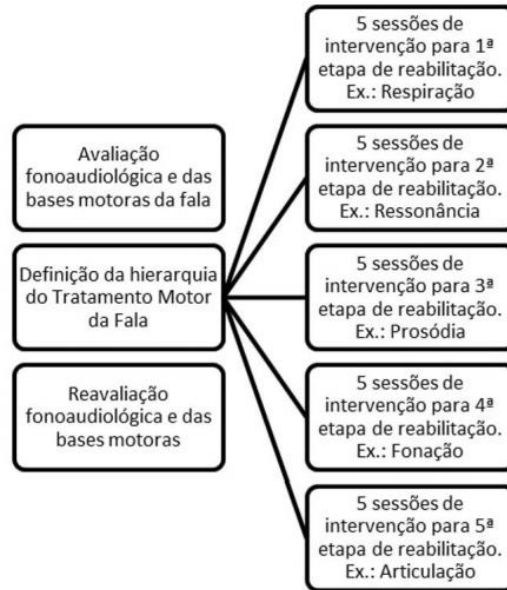 Avaliação
fonoaudiológica e das
bases motoras da fala
Definição da hierarquia
do Tratamento Motor
da Fala
Reavaliação
fonoaudiológica e das
bases motoras
5 sessões de
intervenção para 1ª
etapa de reabilitação.
Ex.: Respiração
5 sessões de
intervenção para 2ª
etapa de reabilitação.
Ex.: Ressonância
5 sessões de
intervenção para 3ª
etapa de reabilitação.
Ex.: Prosódia
5 sessões de
intervenção para 4ª
etapa de reabilitação.
Ex.: Fonação
5 sessões de
intervenção para 5ª
etapa de reabilitação.
Ex.: Articulação